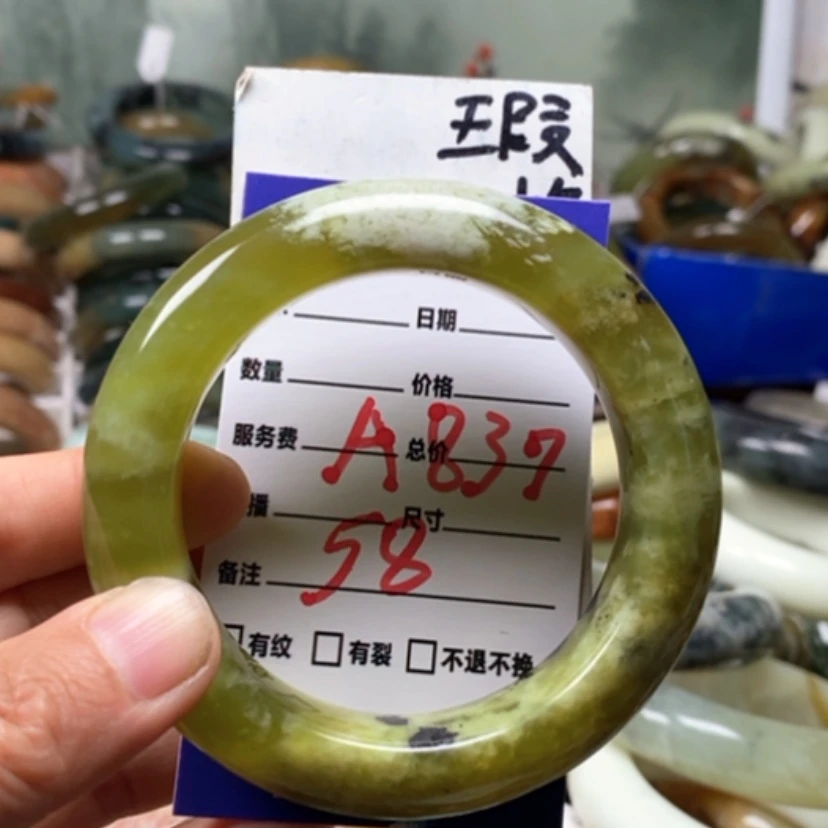 瑕
日期
数量 价格
服务费 总价
A837
播 尺寸
58
备注
有纹 有裂 不退不换